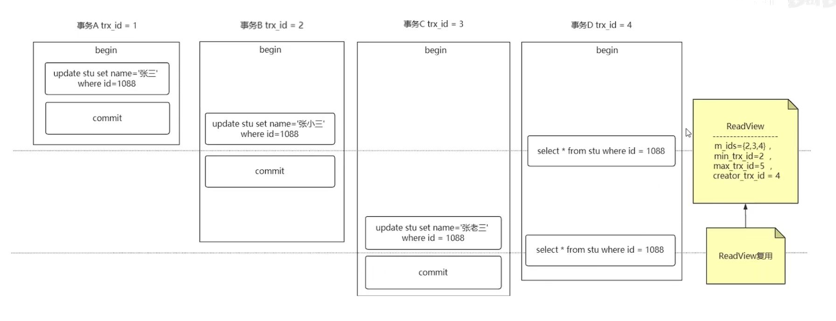 事务A trx_id = 1
事务B trx_id = 2
事务C trx_id = 3
事务D trx_id = 4
begin
update stu set name='张三'
where id=1088
commit
begin
update stu set name='张小三'
where id=1088
commit
begin
update stu set name='张老三'
where id = 1088
commit
begin
select * from stu where id = 1088
select * from stu where id = 1088
ReadView
------------------
m_ids={2,3,4} ,
min_trx_id=2 ,
max_trx_id=5 ,
creator_trx_id = 4
ReadView复用